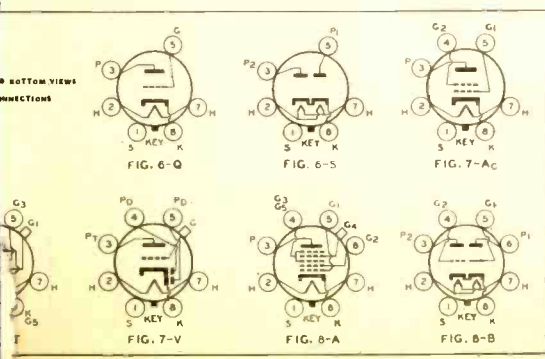 BOTTOM VIEWS
G
5
P 3
H 2
7 H
1 8
S KEY K
FIG. 6-Q
P1
5
P2 3
H 2
7 H
1 8
S KEY K
FIG. 6-S
G2 G1
4 5
P 3
H 2
7 H
1 8
S KEY K
FIG. 7-AC
G3
5 G1
7 H
K
G5
PD PD
4 5 G
PT 3
H 2
7 H
1 8
S KEY K
FIG. 7-V
G3
G5 G1
4 5 G4
P 3 6 G2
H 2 7 H
1 8
S KEY K
FIG. 8-A
G2 G1
4 5
P2 3 6 P1
H 2 7 H
1 8
S KEY K
FIG. 8-B